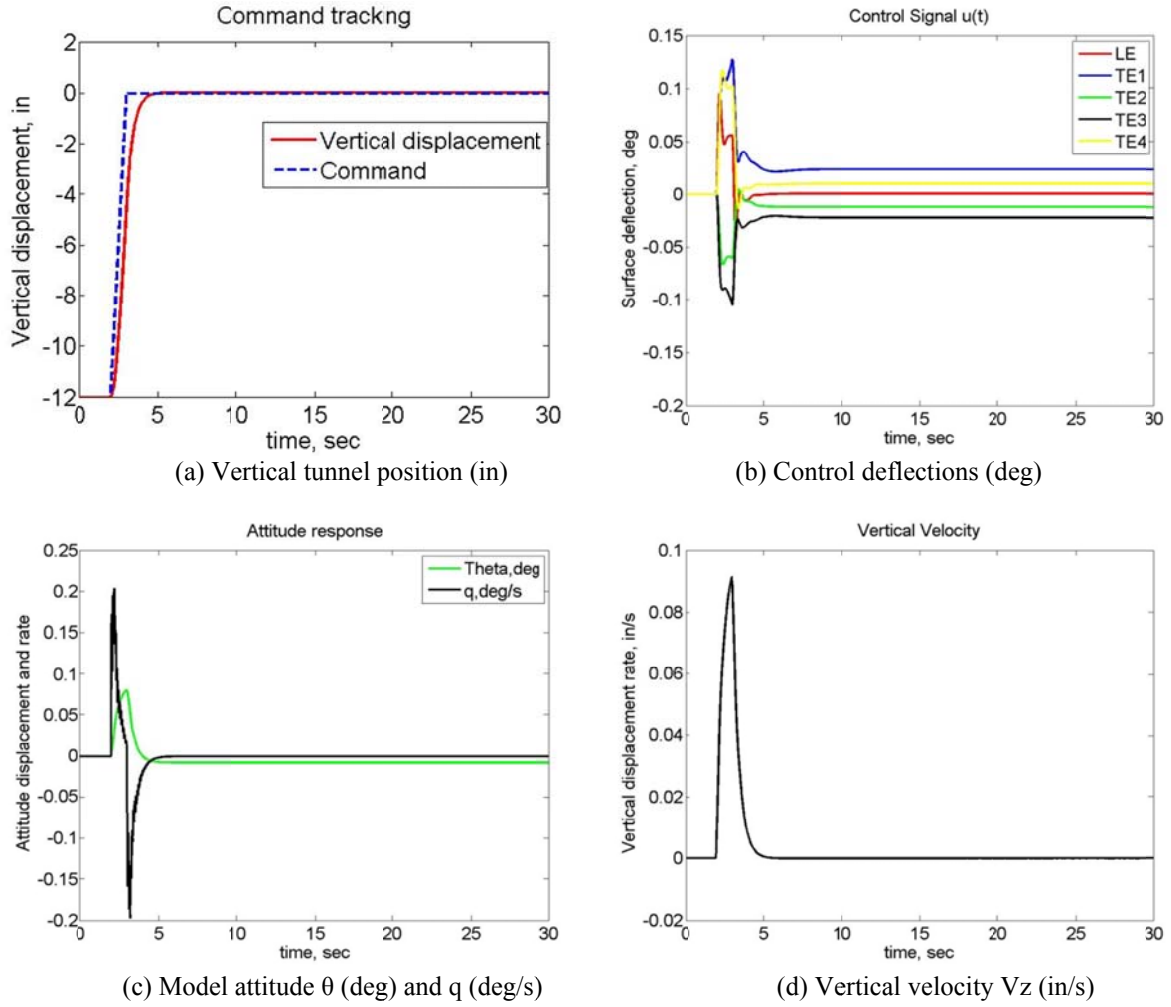 Command tracking
2
0
-2
-4
-6
-8
-10
-12
Vertical displacement, in
Vertical displacement
Command
0
5
10
15
20
25
30
time, sec
(a) Vertical tunnel position (in)
Control Signal u(t)
0.15
0.1
0.05
0
-0.05
-0.1
-0.15
-0.2
Surface deflection, deg
LE
TE1
TE2
TE3
TE4
0
5
10
15
20
25
30
time, sec
(b) Control deflections (deg)
Attitude response
0.25
0.2
0.15
0.1
0.05
0
-0.05
-0.1
-0.15
-0.2
Attitude displacement and rate
Theta,deg
q,deg/s
0
5
10
15
20
25
30
time, sec
(c) Model attitude θ (deg) and q (deg/s)
Vertical Velocity
0.1
0.08
0.06
0.04
0.02
0
-0.02
Vertical displacement rate, in/s
0
5
10
15
20
25
30
time, sec
(d) Vertical velocity Vz (in/s)